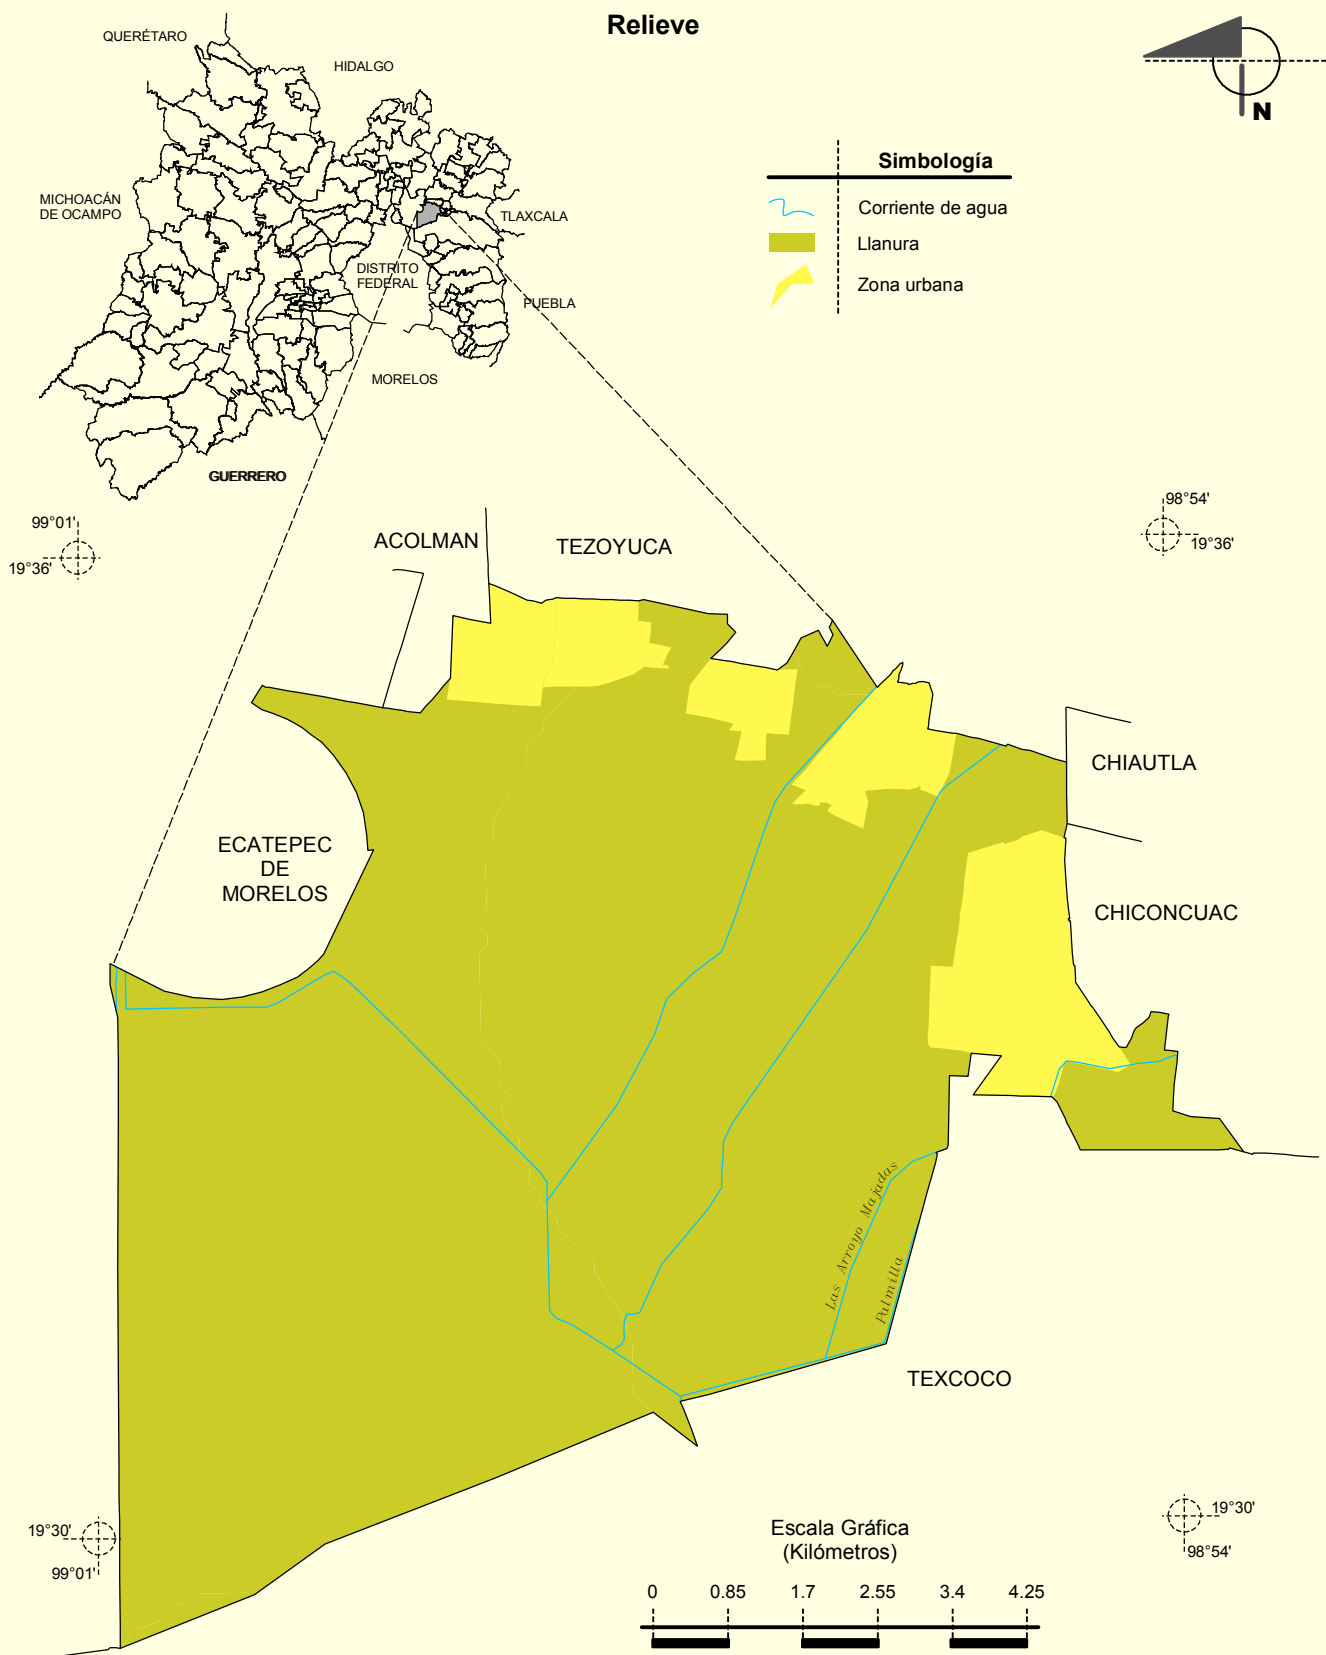 Relieve
QUERÉTARO
HIDALGO
MICHOACÁN
DE OCAMPO
TLAXCALA
DISTRITO
FEDERAL
PUEBLA
MORELOS
GUERRERO
N
Simbología
Corriente de agua
Llanura
Zona urbana
99°01'
19°36'
98°54'
19°36'
ACOLMAN
TEZOYUCA
CHIAUTLA
ECATEPEC
DE
MORELOS
CHICONCUAC
Las Arroyo Majadas
Palmilla
TEXCOCO
19°30'
99°01'
19°30'
98°54'
Escala Gráfica
(Kilómetros)
0 0.85 1.7 2.55 3.4 4.25